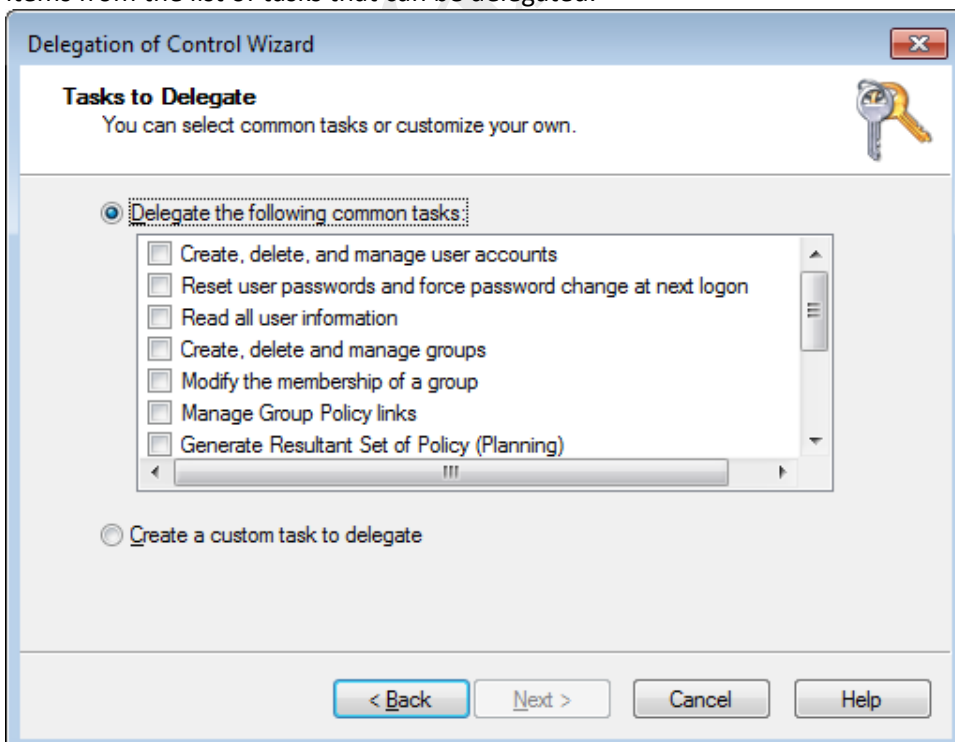 items from the list of tasks that can be delegated.
Delegation of Control Wizard
Tasks to Delegate
You can select common tasks or customize your own.
Delegate the following common tasks:
Create, delete, and manage user accounts
Reset user passwords and force password change at next logon
Read all user information
Create, delete and manage groups
Modify the membership of a group
Manage Group Policy links
Generate Resultant Set of Policy (Planning)
Create a custom task to delegate
< Back Next > Cancel Help